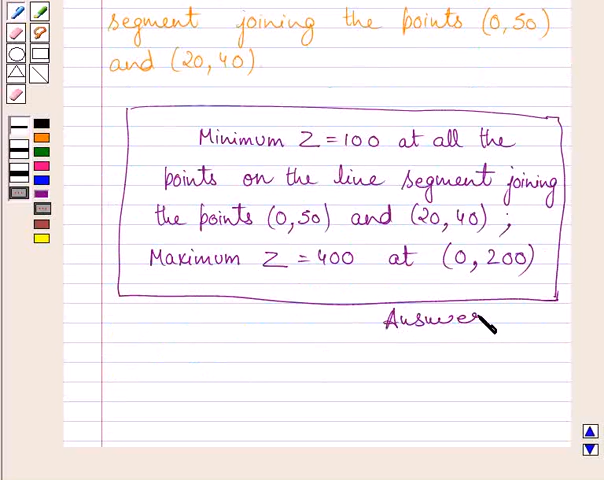 segment joining the points (0,50)
and (20,40)
Minimum Z = 100 at all the
points on the line segment joining
the points (0,50) and (20,40) ;
Maximum Z = 400 at (0,200)
Answer